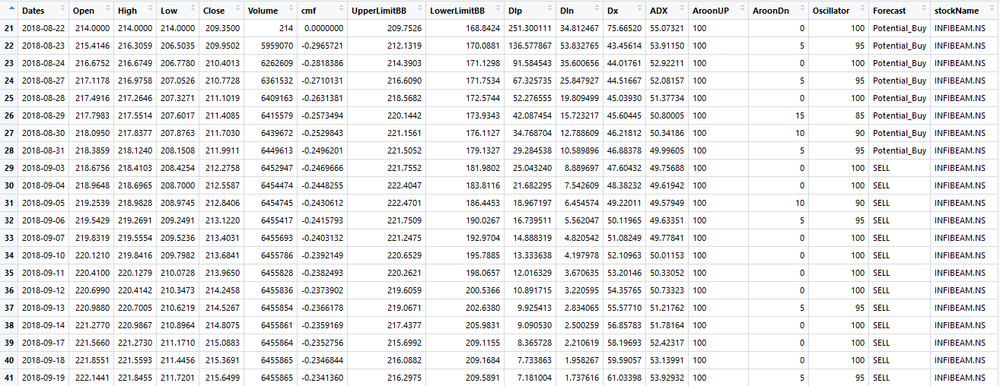 Dates Open High Low Close Volume cmf UpperLimitBB LowerLimitBB DIp DIn Dx ADX AroonUP AroonDn Oscillator Forecast stockName
21 2018-08-22 214.0000 214.0000 214.0000 209.3500 214 0.0000000 209.7526 168.8424 251.300111 34.812467 75.66520 55.07321 100 0 100 Potential_Buy INFIBEAM.NS
22 2018-08-23 215.4146 216.3059 206.5035 209.9502 5959070 -0.2965721 212.1319 170.0881 136.577867 53.832765 43.45614 53.91150 100 5 95 Potential_Buy INFIBEAM.NS
23 2018-08-24 216.6752 216.6749 206.7780 210.4013 6262609 -0.2818386 214.3903 171.1298 91.584543 35.600656 44.01761 52.92211 100 0 100 Potential_Buy INFIBEAM.NS
24 2018-08-27 217.1178 216.9758 207.0526 210.7728 6361532 -0.2710131 216.6090 171.7534 67.325735 25.847927 44.51667 52.08157 100 5 95 Potential_Buy INFIBEAM.NS
25 2018-08-28 217.4916 217.2646 207.3271 211.1019 6409163 -0.2631381 218.5682 172.5744 52.276555 19.809499 45.03930 51.37734 100 0 100 Potential_Buy INFIBEAM.NS
26 2018-08-29 217.7983 217.5514 207.6017 211.4085 6415579 -0.2573494 220.1442 173.9343 42.087454 15.723217 45.60445 50.80005 100 15 85 Potential_Buy INFIBEAM.NS
27 2018-08-30 218.0950 217.8377 207.8763 211.7030 6439672 -0.2529843 221.1561 176.1127 34.768704 12.788609 46.21812 50.34186 100 10 90 Potential_Buy INFIBEAM.NS
28 2018-08-31 218.3859 218.1240 208.1508 211.9911 6449613 -0.2496201 221.5052 179.1327 29.284538 10.589896 46.88378 49.99605 100 5 95 Potential_Buy INFIBEAM.NS
29 2018-09-03 218.6756 218.4103 208.4254 212.2758 6452947 -0.2469666 221.7552 181.9802 25.043240 8.889697 47.60432 49.75688 100 0 100 SELL INFIBEAM.NS
30 2018-09-04 218.9648 218.6965 208.7000 212.5587 6454474 -0.2448255 222.4047 183.8116 21.682295 7.542609 48.38232 49.61942 100 0 100 SELL INFIBEAM.NS
31 2018-09-05 219.2539 218.9828 208.9745 212.8406 6454745 -0.2430612 222.4701 186.4453 18.967197 6.454574 49.22011 49.57949 100 10 90 SELL INFIBEAM.NS
32 2018-09-06 219.5429 219.2691 209.2491 213.1220 6455417 -0.2415793 221.7509 190.0267 16.739511 5.562047 50.11965 49.63351 100 5 95 SELL INFIBEAM.NS
33 2018-09-07 219.8319 219.5554 209.5236 213.4031 6455693 -0.2403132 221.2475 192.9704 14.888319 4.820542 51.08249 49.77841 100 0 100 SELL INFIBEAM.NS
34 2018-09-10 220.1210 219.8416 209.7982 213.6841 6455786 -0.2392149 220.6529 195.7885 13.333638 4.197978 52.10963 50.01153 100 0 100 SELL INFIBEAM.NS
35 2018-09-11 220.4100 220.1279 210.0728 213.9650 6455828 -0.2382493 220.2621 198.0657 12.016329 3.670635 53.20146 50.33052 100 0 100 SELL INFIBEAM.NS
36 2018-09-12 220.6990 220.4142 210.3473 214.2458 6455836 -0.2373902 219.6059 200.5366 10.891715 3.220595 54.35765 50.73323 100 0 100 SELL INFIBEAM.NS
37 2018-09-13 220.9880 220.7005 210.6219 214.5267 6455854 -0.2366178 219.0671 202.6380 9.925413 2.834065 55.57710 51.21762 100 5 95 SELL INFIBEAM.NS
38 2018-09-14 221.2770 220.9867 210.8964 214.8075 6455861 -0.2359169 217.4377 205.9831 9.090530 2.500259 56.85783 51.78164 100 0 100 SELL INFIBEAM.NS
39 2018-09-17 221.5660 221.2730 211.1710 215.0883 6455864 -0.2352756 215.6992 209.1155 8.365728 2.210619 58.19693 52.42317 100 0 100 SELL INFIBEAM.NS
40 2018-09-18 221.8551 221.5593 211.4456 215.3691 6455865 -0.2346844 216.0882 209.1684 7.733863 1.958267 59.59057 53.13991 100 0 100 SELL INFIBEAM.NS
41 2018-09-19 222.1441 221.8455 211.7201 215.6499 6455865 -0.2341360 216.2975 209.5891 7.181004 1.737616 61.03398 53.92932 100 5 95 SELL INFIBEAM.NS